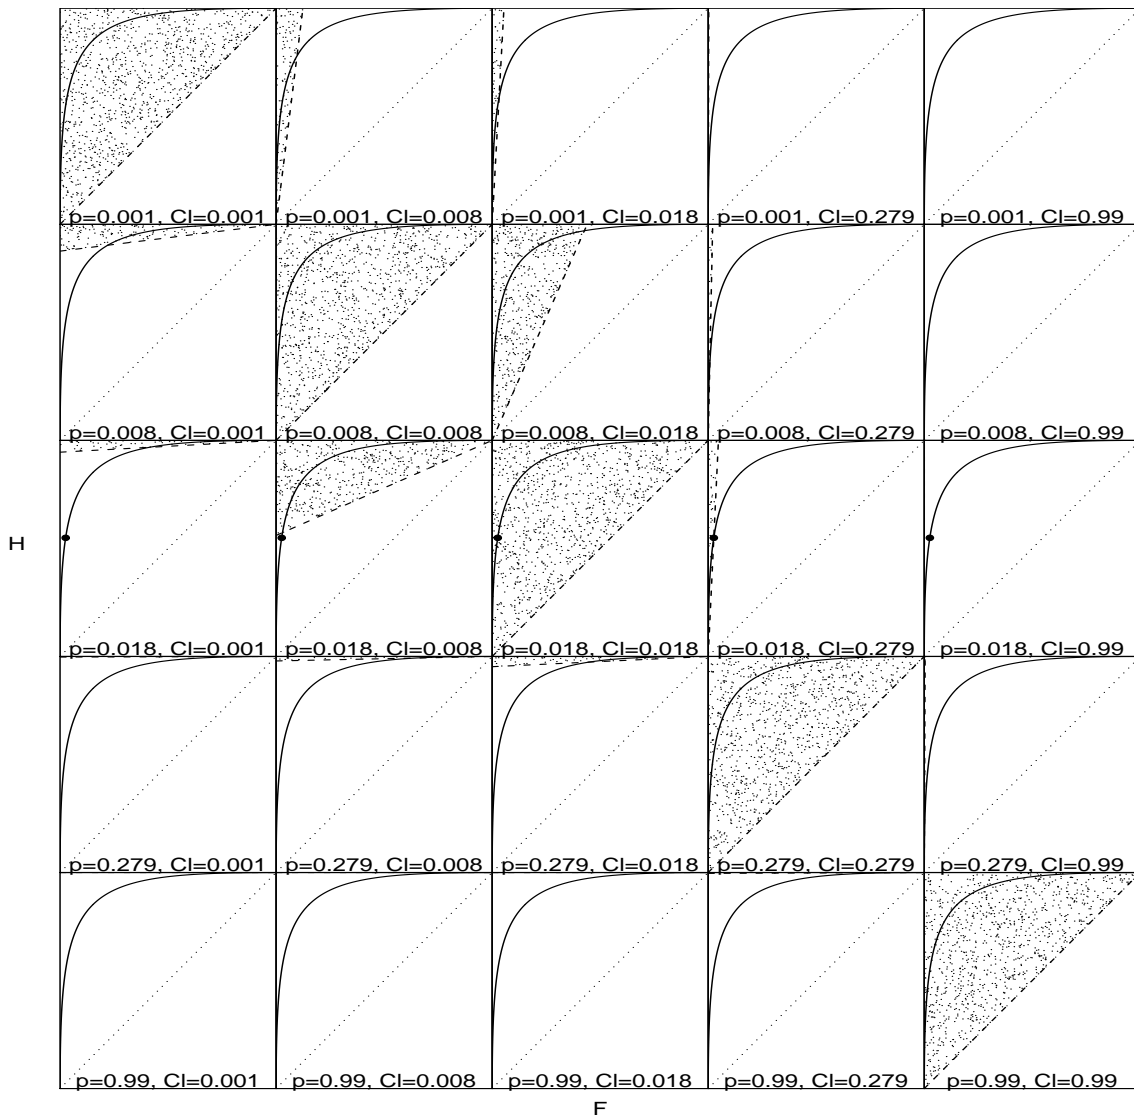 p=0.001, Cl=0.001
p=0.001, Cl=0.008
p=0.001, Cl=0.018
p=0.001, Cl=0.279
p=0.001, Cl=0.99
p=0.008, Cl=0.001
p=0.008, Cl=0.008
p=0.008, Cl=0.018
p=0.008, Cl=0.279
p=0.008, Cl=0.99
H
p=0.018, Cl=0.001
p=0.018, Cl=0.008
p=0.018, Cl=0.018
p=0.018, Cl=0.279
p=0.018, Cl=0.99
p=0.279, Cl=0.001
p=0.279, Cl=0.008
p=0.279, Cl=0.018
p=0.279, Cl=0.279
p=0.279, Cl=0.99
p=0.99, Cl=0.001
p=0.99, Cl=0.008
p=0.99, Cl=0.018
p=0.99, Cl=0.279
p=0.99, Cl=0.99
F